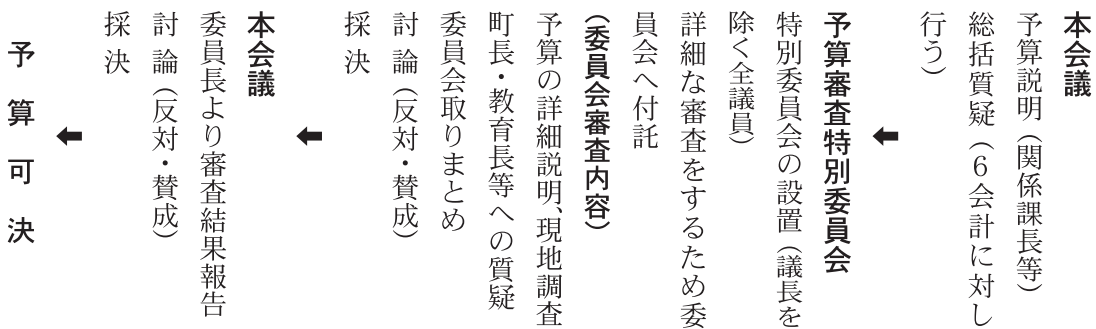 本会議
予算説明（関係課長等）
総括質疑（６会計に対し
行う）
⬅
予算審査特別委員会
特別委員会の設置（議長を
除く全議員）
詳細な審査をするため委
員会へ付託
（委員会審査内容）
予算の詳細説明、現地調査
町長・教育長等への質疑
委員会取りまとめ
討論（反対・賛成）
採決
⬅
本会議
委員長より審査結果報告
討論（反対・賛成）
採決
⬅
予算可決